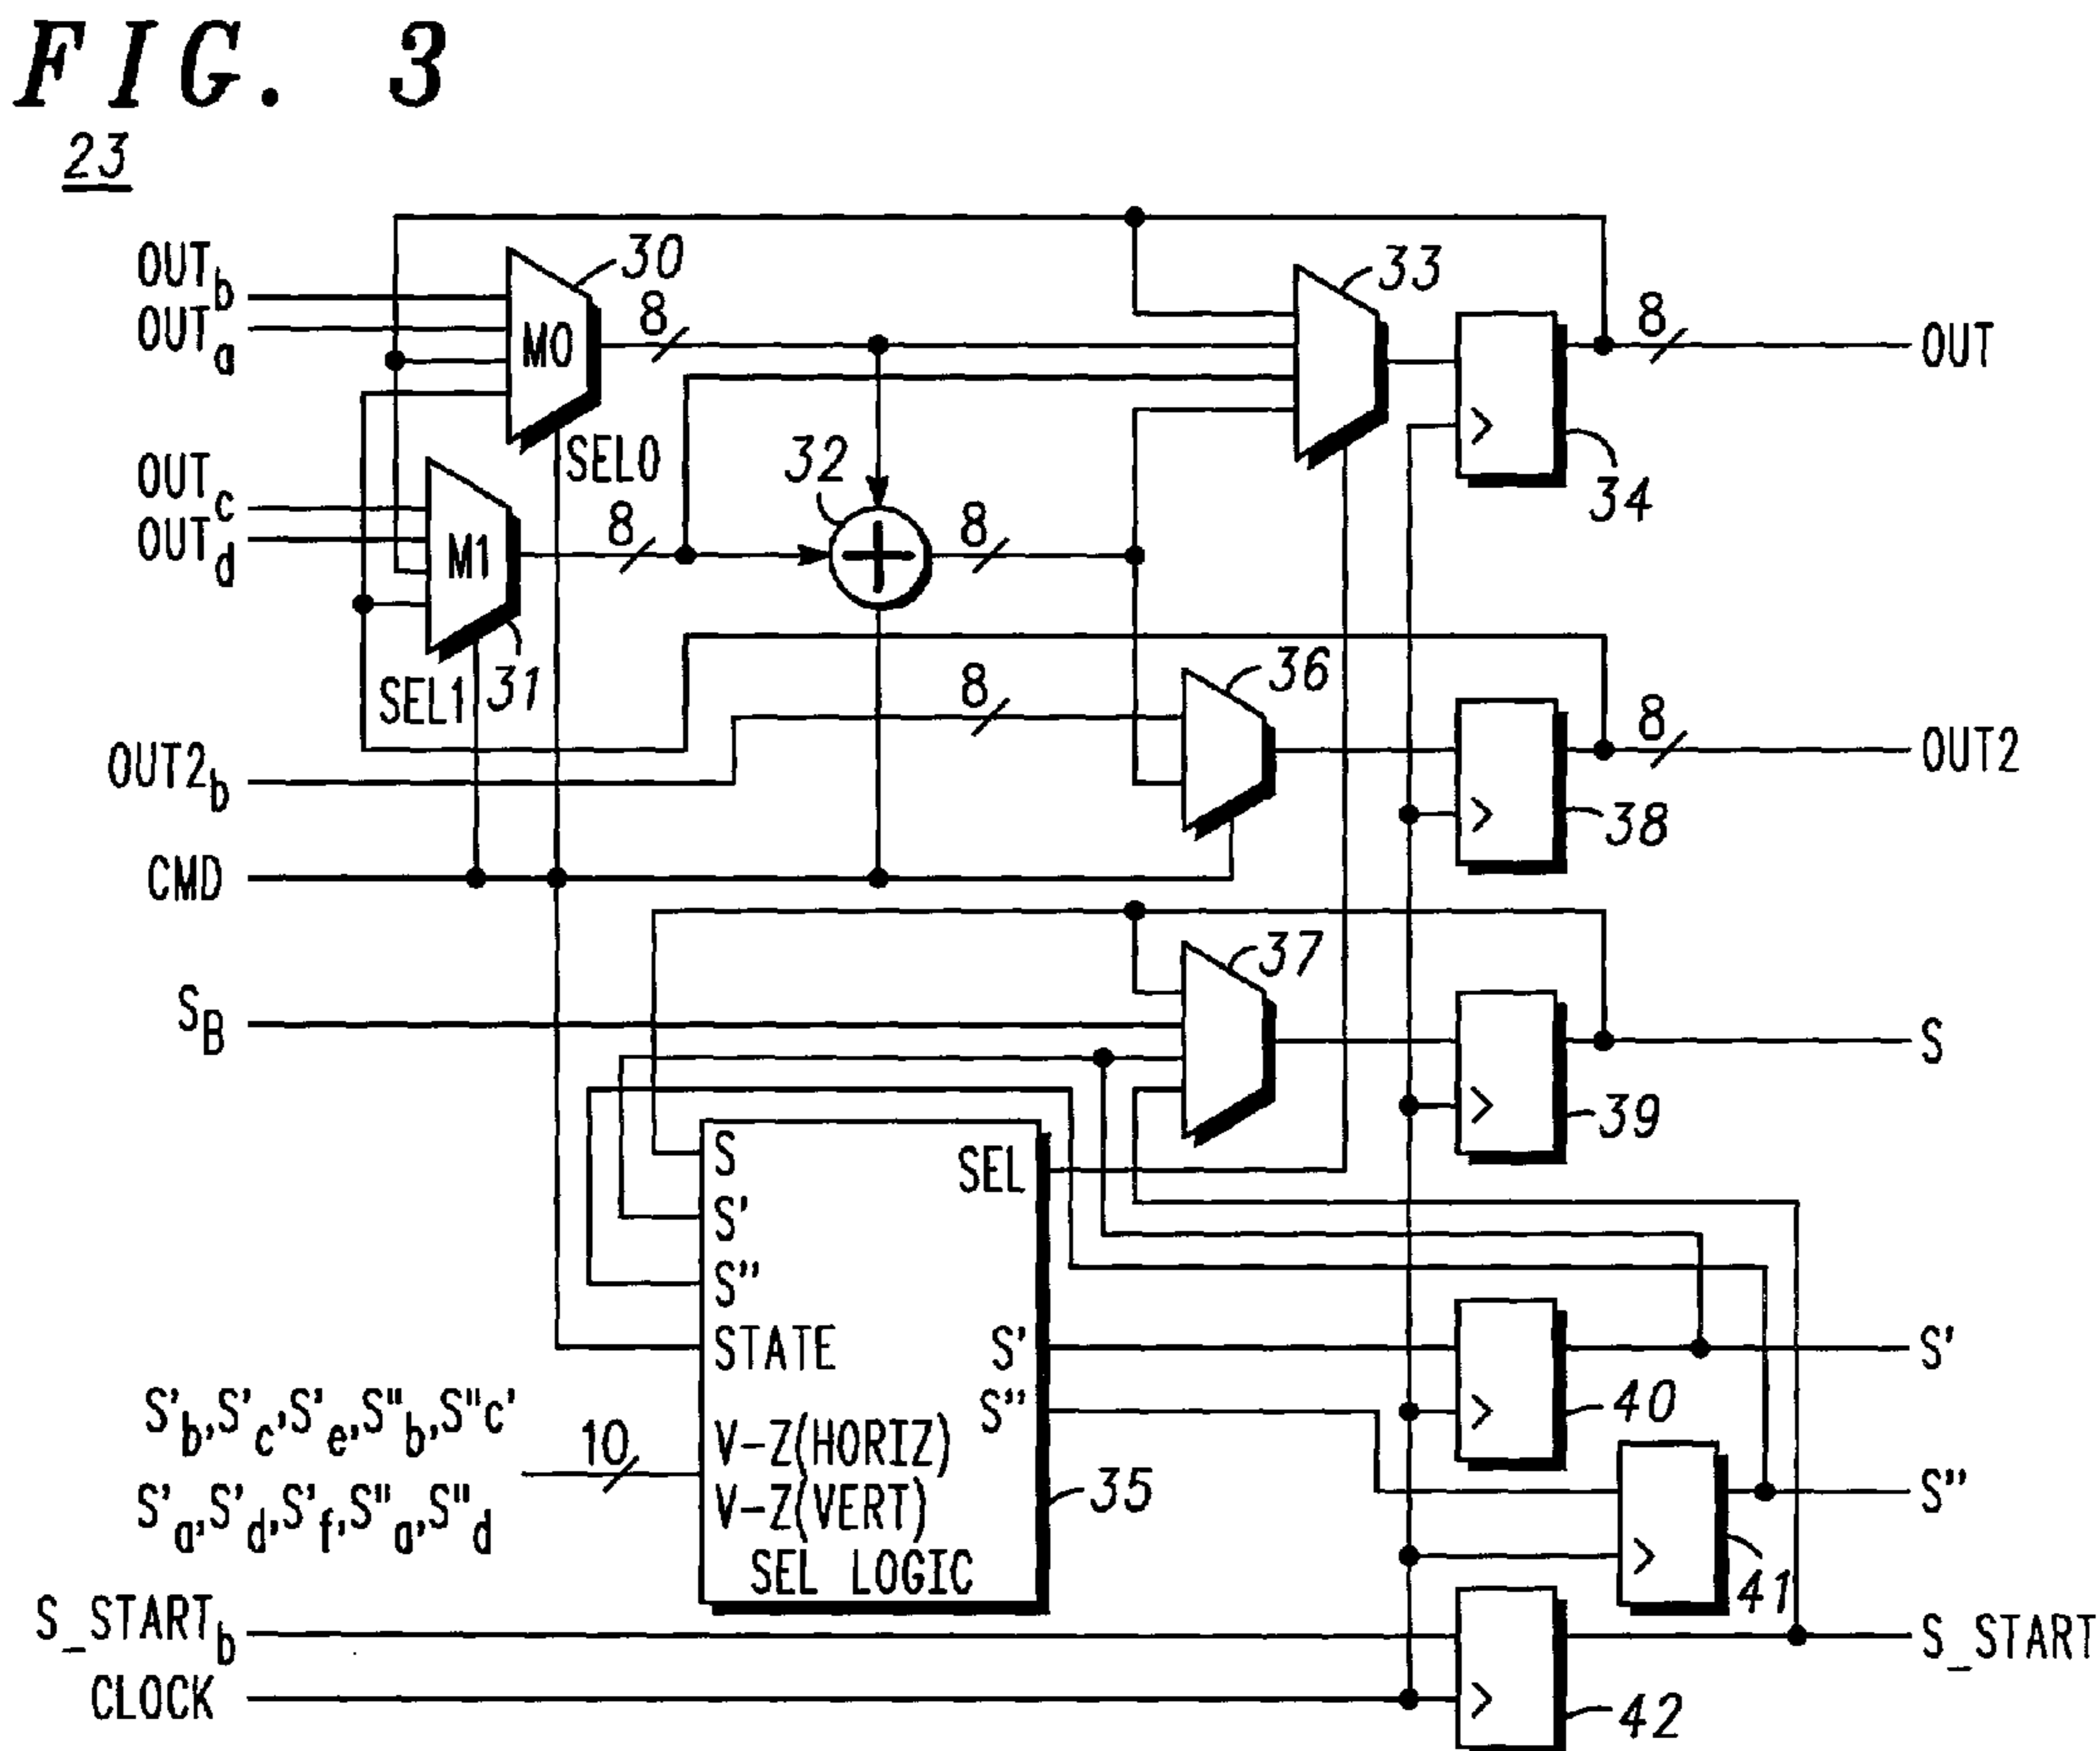 FIG. 3
23
OUTb
OUTa
30
M0
8
SEL0
33
8
OUT
34
OUTc
OUTd
M1
8
32
+
8
SEL1
31
8
36
OUT2b
8
OUT2
38
CMD
37
SB
S
39
S
SEL
S'
S"
STATE
S'
S'
S"
40
S'b,S'c,S'e,S"b,S"c'
10
V-Z(HORIZ)
S'a,S'd,S'f,S"a,S"d
V-Z(VERT)
35
S"
SEL LOGIC
41
S_STARTb
S_START
CLOCK
42